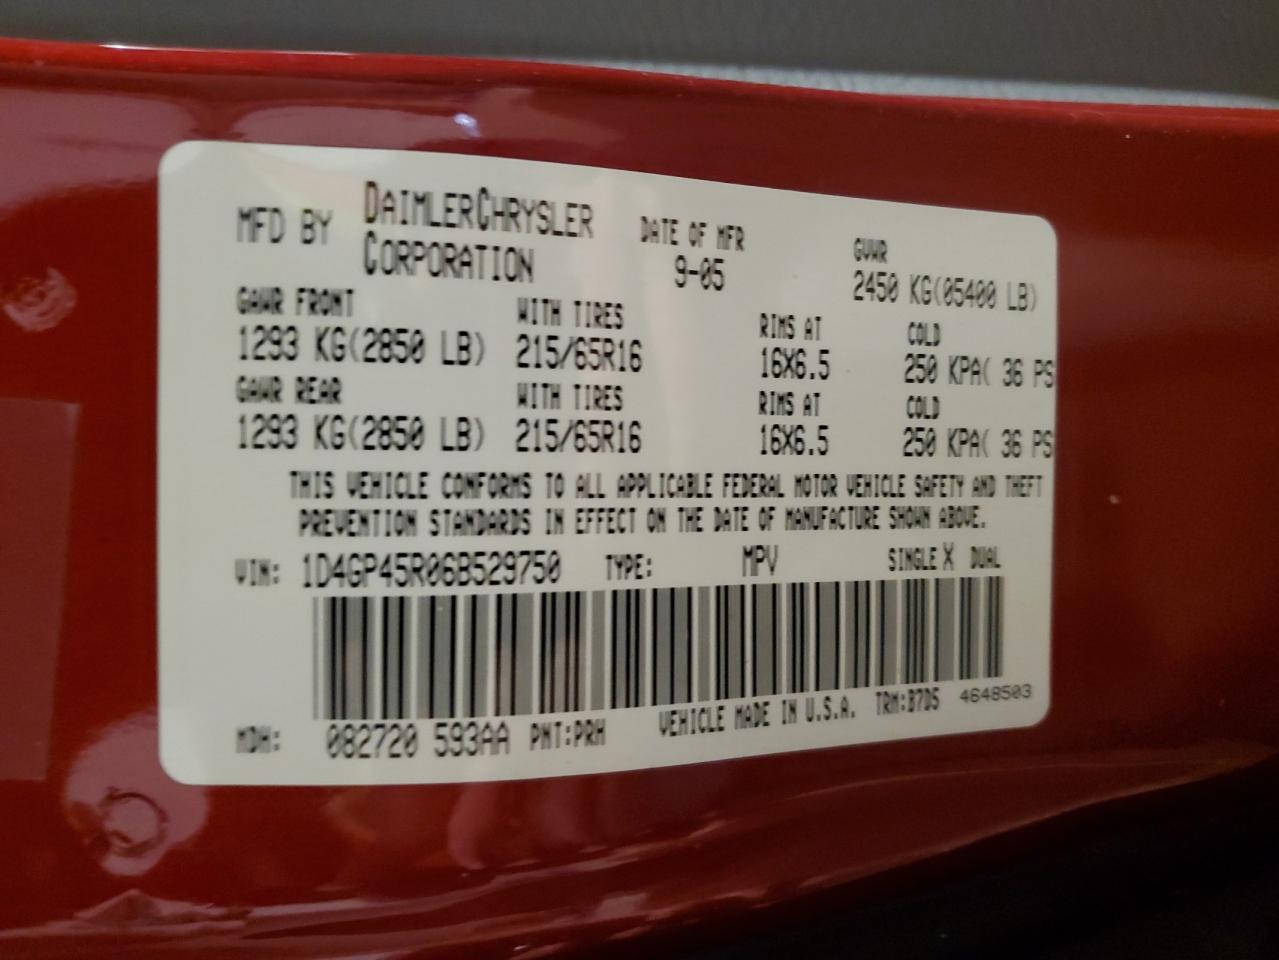 MFD BY DAIMLERCHRYSLER CORPORATION DATE OF MFR 9-05 GVWR 2450 KG(05400 LB)
GAWR FRONT WITH TIRES RIMS AT COLD
1293 KG(2850 LB) 215/65R16 16X6.5 250 KPA( 36 PS
GAWR REAR WITH TIRES RIMS AT COLD
1293 KG(2850 LB) 215/65R16 16X6.5 250 KPA( 36 PS
THIS VEHICLE CONFORMS TO ALL APPLICABLE FEDERAL MOTOR VEHICLE SAFETY AND THEFT
PREVENTION STANDARDS IN EFFECT ON THE DATE OF MANUFACTURE SHOWN ABOVE.
VIN: 1D4GP45R06B529750 TYPE: MPV SINGLE X DUAL
MDH: 082720 593AA PNT:PRH VEHICLE MADE IN U.S.A. TRM:B7D5 4648503